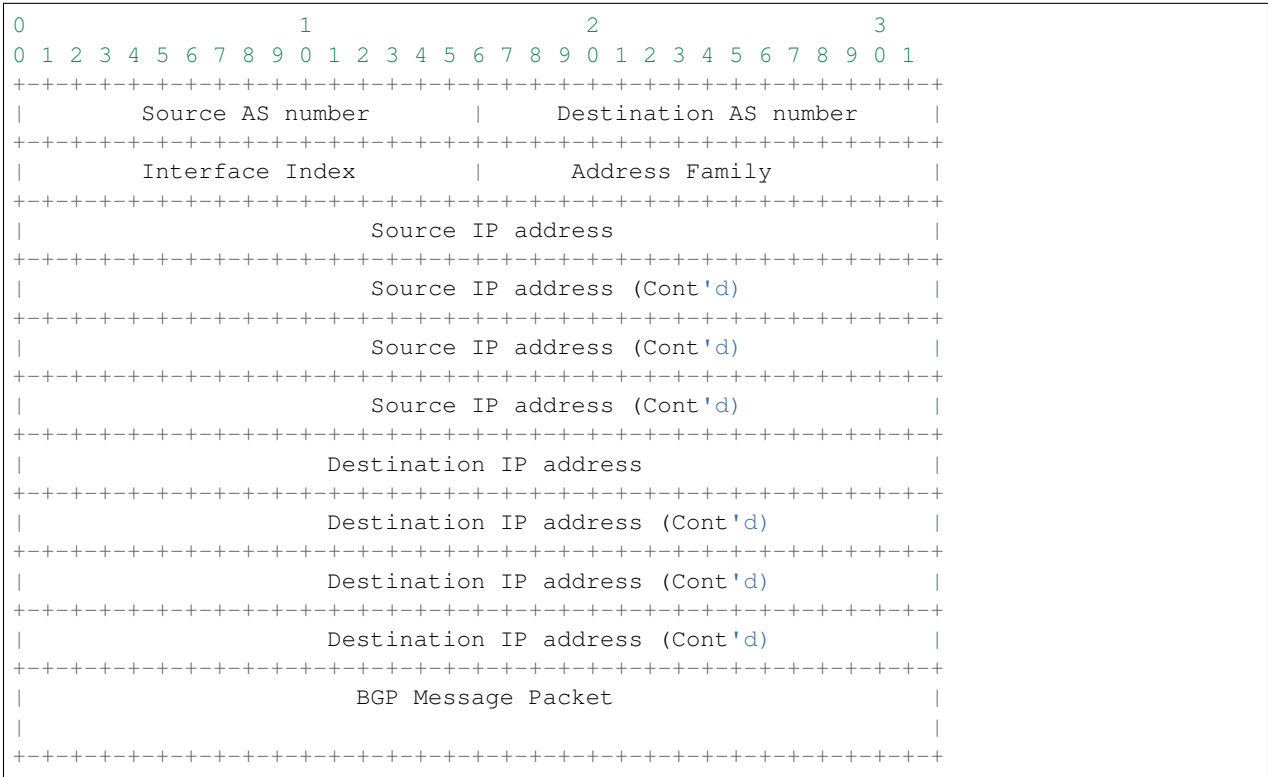 0                   1                   2                   3
0 1 2 3 4 5 6 7 8 9 0 1 2 3 4 5 6 7 8 9 0 1 2 3 4 5 6 7 8 9 0 1
+-+-+-+-+-+-+-+-+-+-+-+-+-+-+-+-+-+-+-+-+-+-+-+-+-+-+-+-+-+-+-+-+
|        Source AS number       |     Destination AS number     |
+-+-+-+-+-+-+-+-+-+-+-+-+-+-+-+-+-+-+-+-+-+-+-+-+-+-+-+-+-+-+-+-+
|        Interface Index        |      Address Family           |
+-+-+-+-+-+-+-+-+-+-+-+-+-+-+-+-+-+-+-+-+-+-+-+-+-+-+-+-+-+-+-+-+
|                        Source IP address                      |
+-+-+-+-+-+-+-+-+-+-+-+-+-+-+-+-+-+-+-+-+-+-+-+-+-+-+-+-+-+-+-+-+
|                        Source IP address (Cont'd)             |
+-+-+-+-+-+-+-+-+-+-+-+-+-+-+-+-+-+-+-+-+-+-+-+-+-+-+-+-+-+-+-+-+
|                        Source IP address (Cont'd)             |
+-+-+-+-+-+-+-+-+-+-+-+-+-+-+-+-+-+-+-+-+-+-+-+-+-+-+-+-+-+-+-+-+
|                        Source IP address (Cont'd)             |
+-+-+-+-+-+-+-+-+-+-+-+-+-+-+-+-+-+-+-+-+-+-+-+-+-+-+-+-+-+-+-+-+
|                     Destination IP address                    |
+-+-+-+-+-+-+-+-+-+-+-+-+-+-+-+-+-+-+-+-+-+-+-+-+-+-+-+-+-+-+-+-+
|                     Destination IP address (Cont'd)           |
+-+-+-+-+-+-+-+-+-+-+-+-+-+-+-+-+-+-+-+-+-+-+-+-+-+-+-+-+-+-+-+-+
|                     Destination IP address (Cont'd)           |
+-+-+-+-+-+-+-+-+-+-+-+-+-+-+-+-+-+-+-+-+-+-+-+-+-+-+-+-+-+-+-+-+
|                     Destination IP address (Cont'd)           |
+-+-+-+-+-+-+-+-+-+-+-+-+-+-+-+-+-+-+-+-+-+-+-+-+-+-+-+-+-+-+-+-+
|                       BGP Message Packet                      |
|                                                               |
+-+-+-+-+-+-+-+-+-+-+-+-+-+-+-+-+-+-+-+-+-+-+-+-+-+-+-+-+-+-+-+-+